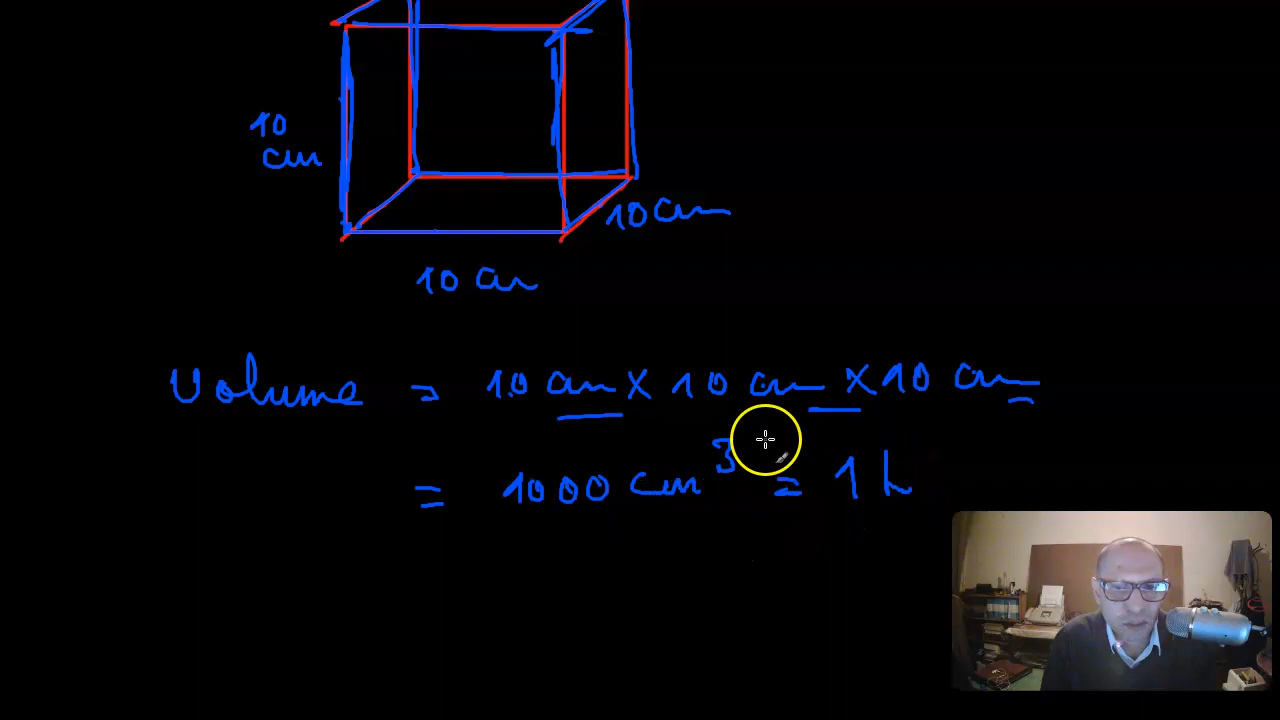 10
cm
10 cm
10 cm
Volume = 10 cm x 10 cm x 10 cm
= 1000 cm³ = 1 L